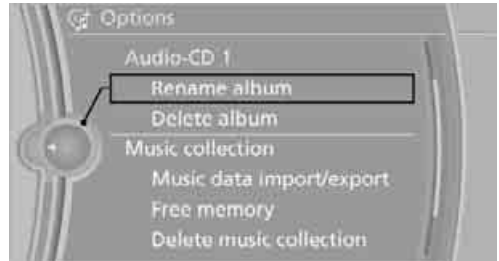 Options
Audio-CD 1
Rename album
Delete album
Music collection
Music data import/export
Free memory
Delete music collection